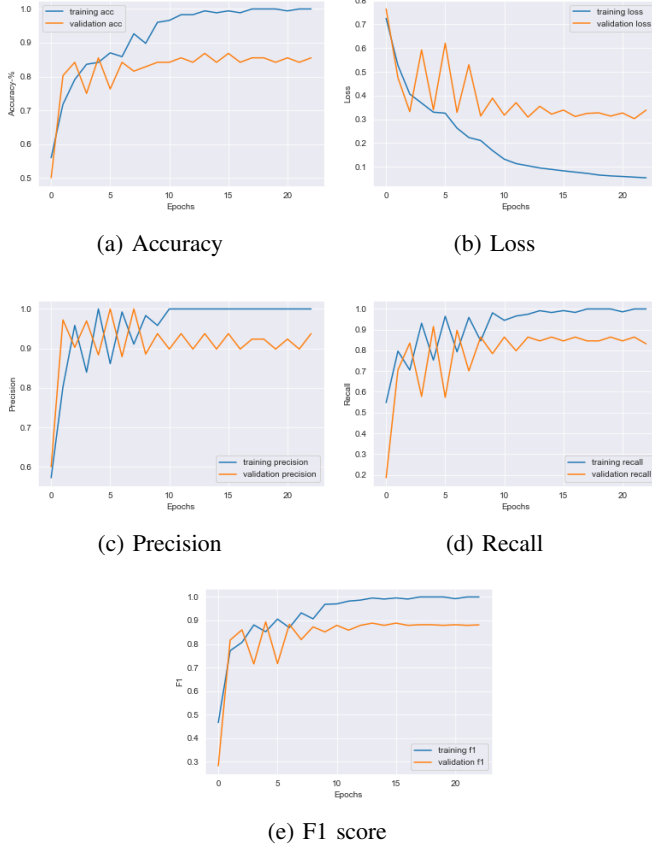 1.0
0.9
0.8
0.7
0.6
0.5
Accuracy-%
training acc
validation acc
0 5 10 15 20
Epochs
(a) Accuracy
0.8
0.7
0.6
0.5
0.4
0.3
0.2
0.1
Loss
training loss
validation loss
0 5 10 15 20
Epochs
(b) Loss
1.0
0.9
0.8
0.7
0.6
Precision
training precision
validation precision
0 5 10 15 20
Epochs
(c) Precision
1.0
0.9
0.8
0.7
0.6
0.5
0.4
0.3
0.2
Recall
training recall
validation recall
0 5 10 15 20
Epochs
(d) Recall
1.0
0.9
0.8
0.7
0.6
0.5
0.4
0.3
F1
training f1
validation f1
0 5 10 15 20
Epochs
(e) F1 score